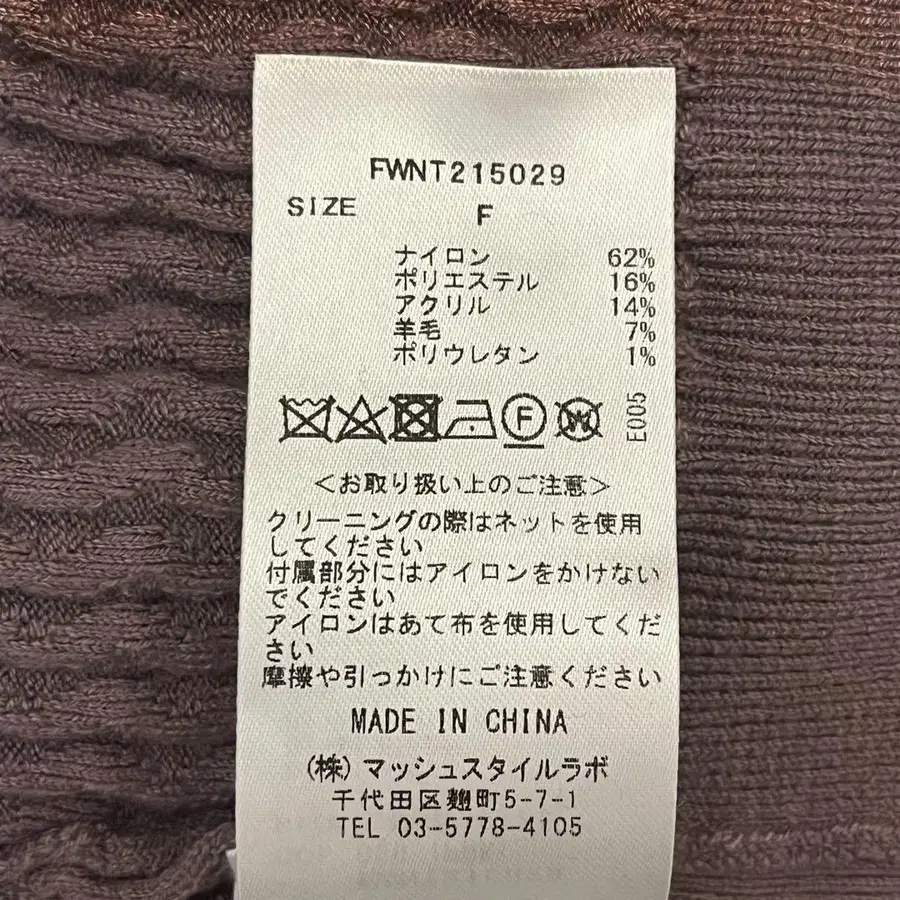 FWNT215029
SIZE F
ナイロン 62%
ポリエステル 16%
アクリル 14%
羊毛 7%
ポリウレタン 1%
F W E005
＜お取り扱い上のご注意＞
クリーニングの際はネットを使用
してください
付属部分にはアイロンをかけない
でください
アイロンはあて布を使用してくだ
さい
摩擦や引っかけにご注意ください
MADE IN CHINA
(株)マッシュスタイルラボ
千代田区麹町5-7-1
TEL 03-5778-4105